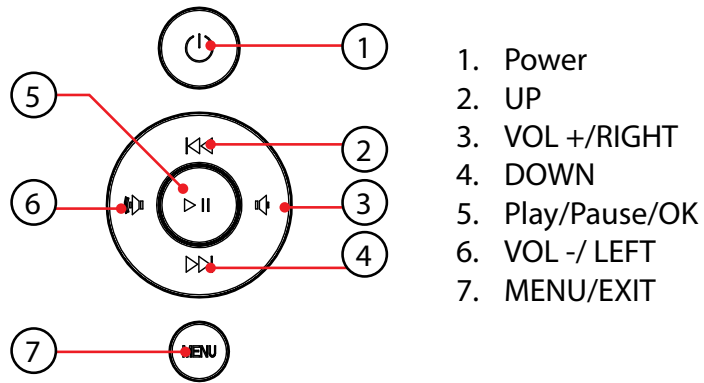 1
5
2
6
3
4
7
MENU
1. Power
2. UP
3. VOL +/RIGHT
4. DOWN
5. Play/Pause/OK
6. VOL -/ LEFT
7. MENU/EXIT